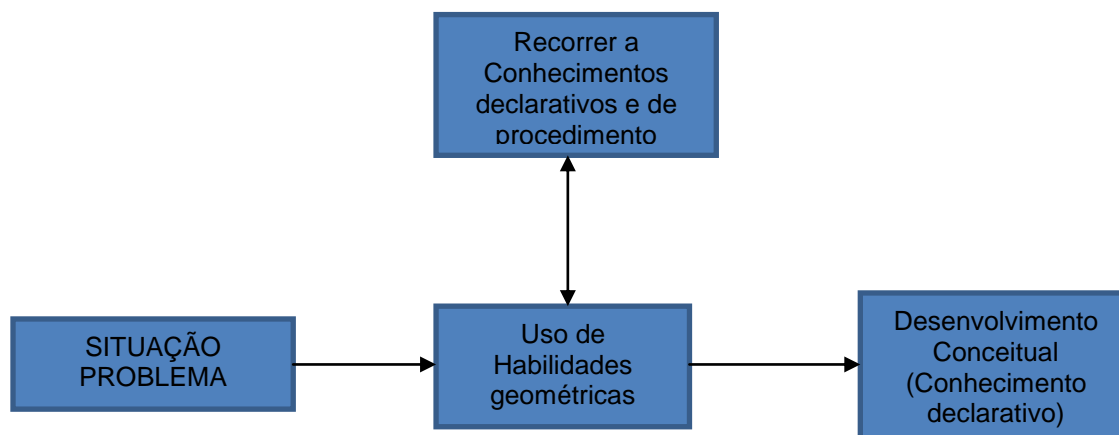 Recorrer a
Conhecimentos
declarativos e de
procedimento
SITUAÇÃO
PROBLEMA
Uso de
Habilidades
geométricas
Desenvolvimento
Conceitual
(Conhecimento
declarativo)